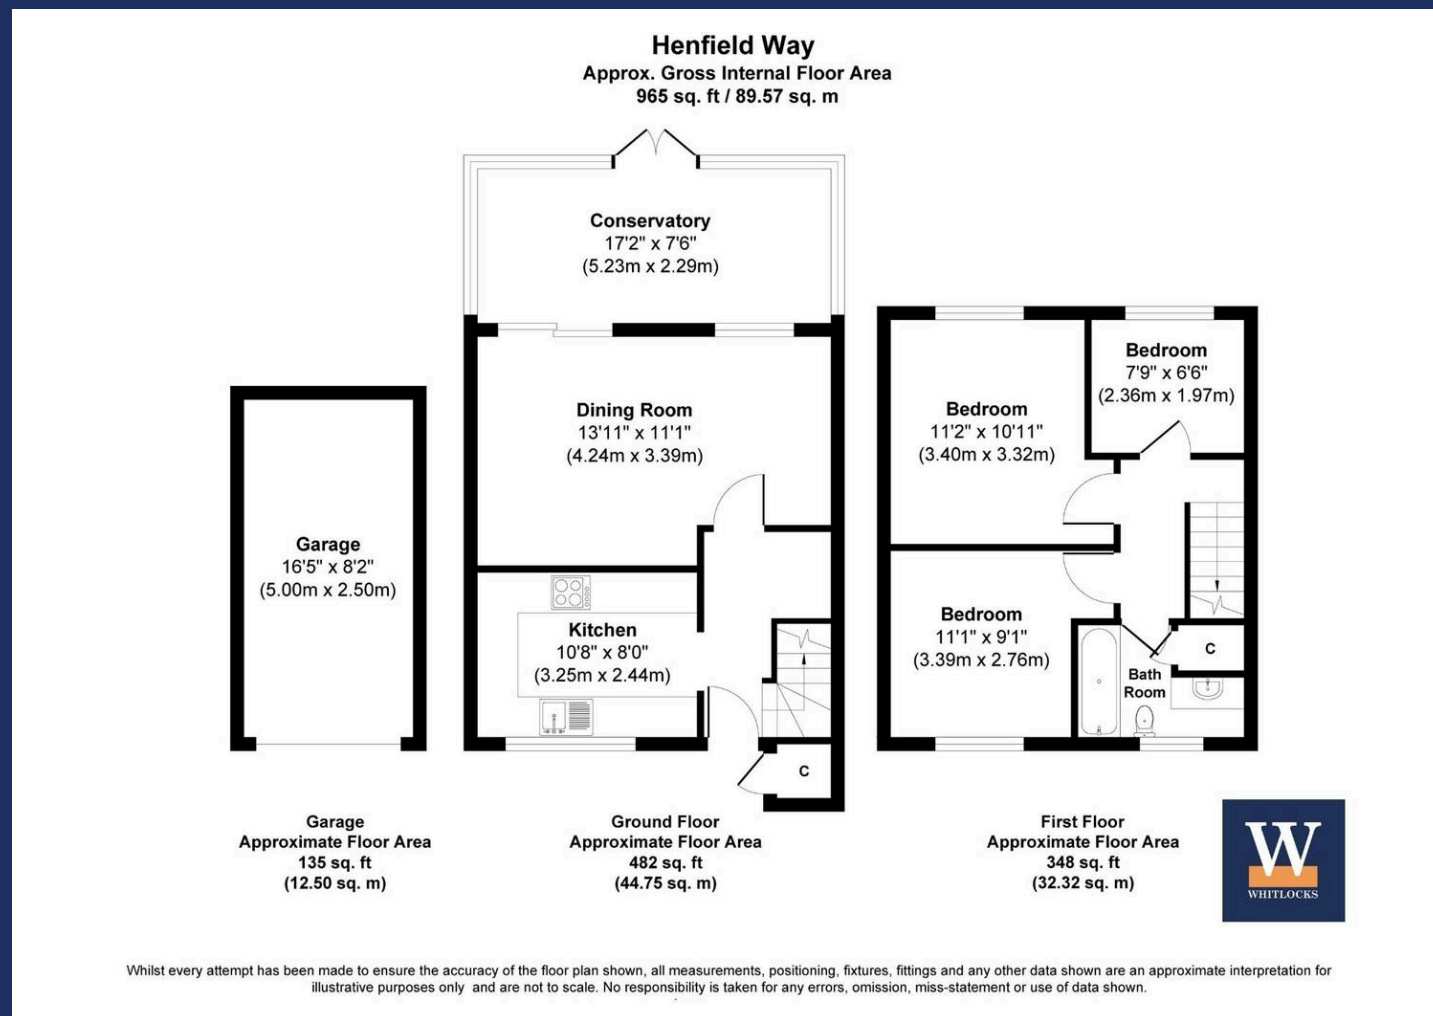 Henfield Way
Approx. Gross Internal Floor Area
965 sq. ft / 89.57 sq. m
Conservatory
17'2" x 7'6"
(5.23m x 2.29m)
Dining Room
13'11" x 11'1"
(4.24m x 3.39m)
Garage
16'5" x 8'2"
(5.00m x 2.50m)
Kitchen
10'8" x 8'0"
(3.25m x 2.44m)
C
Bedroom
11'2" x 10'11"
(3.40m x 3.32m)
Bedroom
7'9" x 6'6"
(2.36m x 1.97m)
Bedroom
11'1" x 9'1"
(3.39m x 2.76m)
Bath
Room
C
Garage
Approximate Floor Area
135 sq. ft
(12.50 sq. m)
Ground Floor
Approximate Floor Area
482 sq. ft
(44.75 sq. m)
First Floor
Approximate Floor Area
348 sq. ft
(32.32 sq. m)
W
WHITLOCKS
Whilst every attempt has been made to ensure the accuracy of the floor plan shown, all measurements, positioning, fixtures, fittings and any other data shown are an approximate interpretation for
illustrative purposes only and are not to scale. No responsibility is taken for any errors, omission, miss-statement or use of data shown.